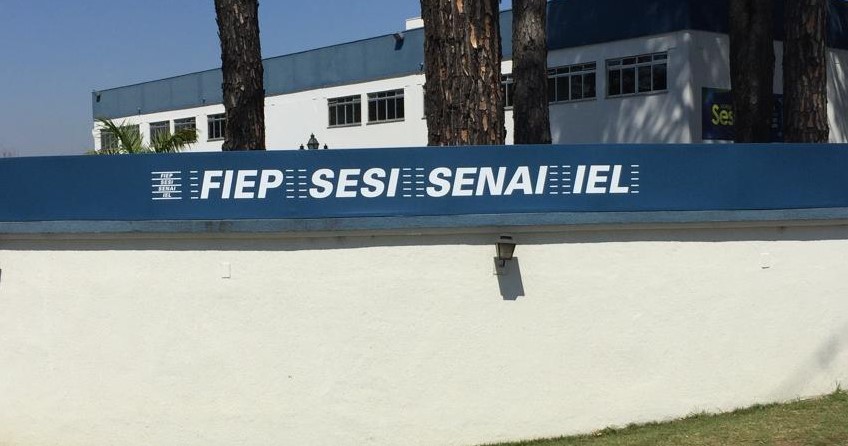 Ses
FIEP
SESI
SENAI
IEL
FIEP SESI SENAI IEL